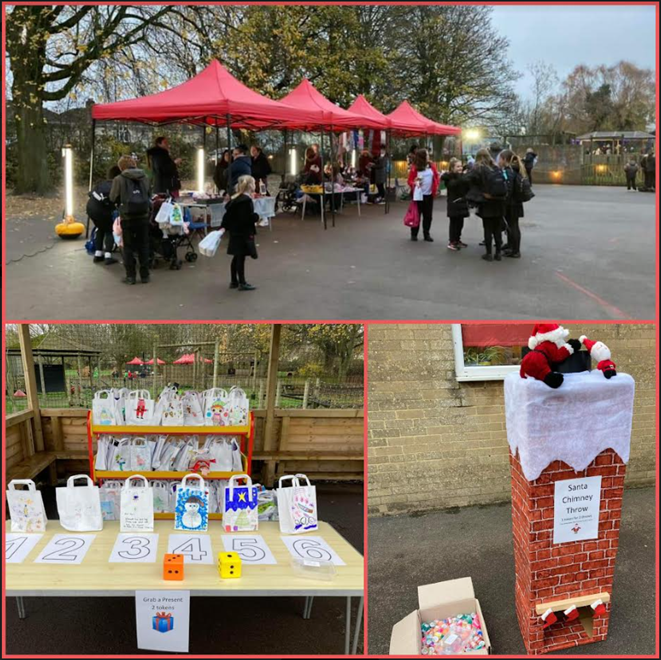 1 2 3 4 5 6
Grab a Present
2 tokens
Santa
Chimney
Throw